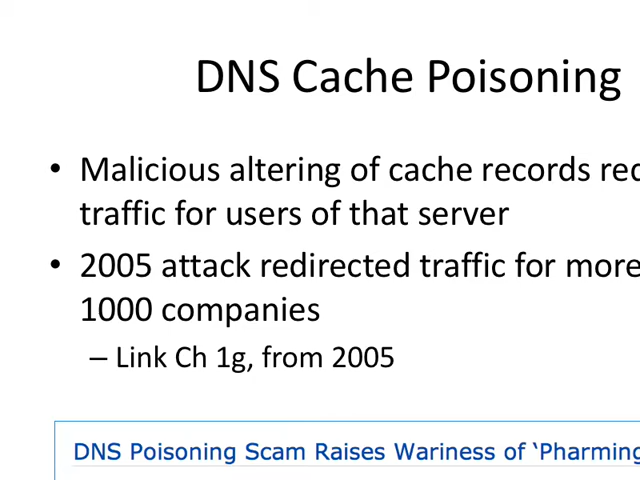 DNS Cache Poisoning
• Malicious altering of cache records
traffic for users of that server
• 2005 attack redirected traffic for more
1000 companies
– Link Ch 1g, from 2005
DNS Poisoning Scam Raises Wariness of ‘Pharming